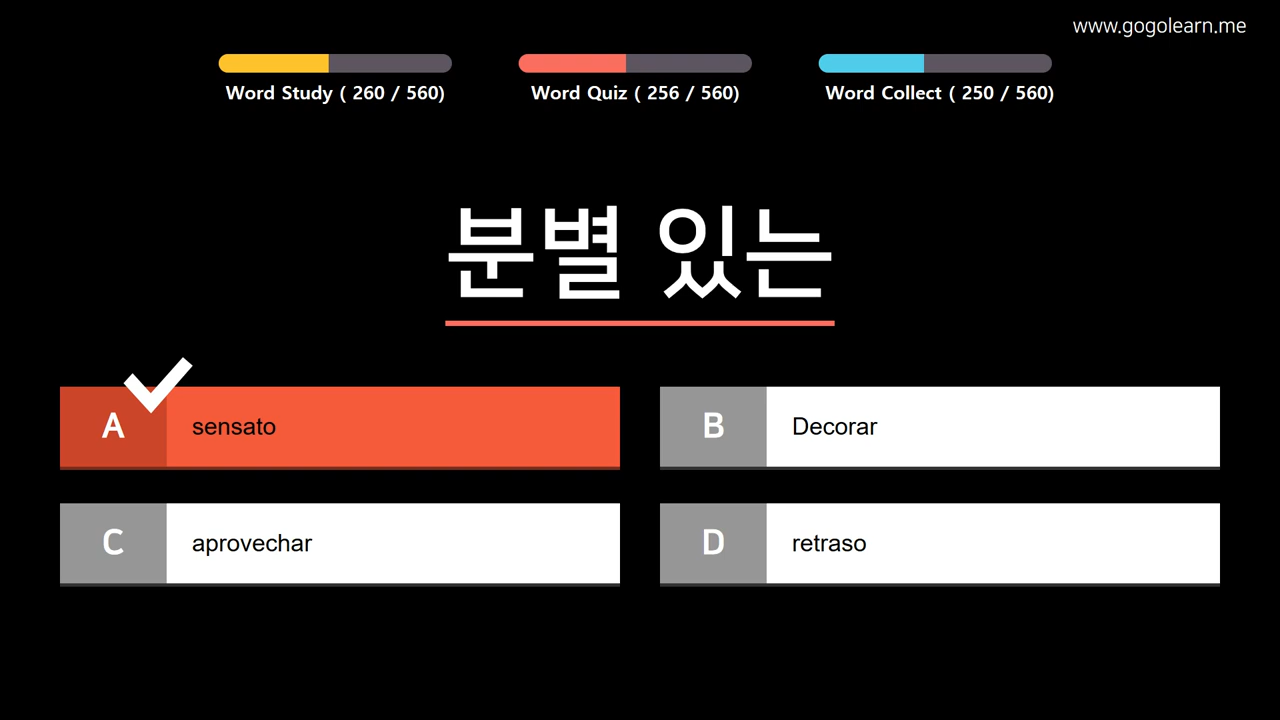 www.gogolearn.me
Word Study ( 260 / 560)
Word Quiz ( 256 / 560)
Word Collect ( 250 / 560)
분별 있는
A sensato
B Decorar
C aprovechar
D retraso